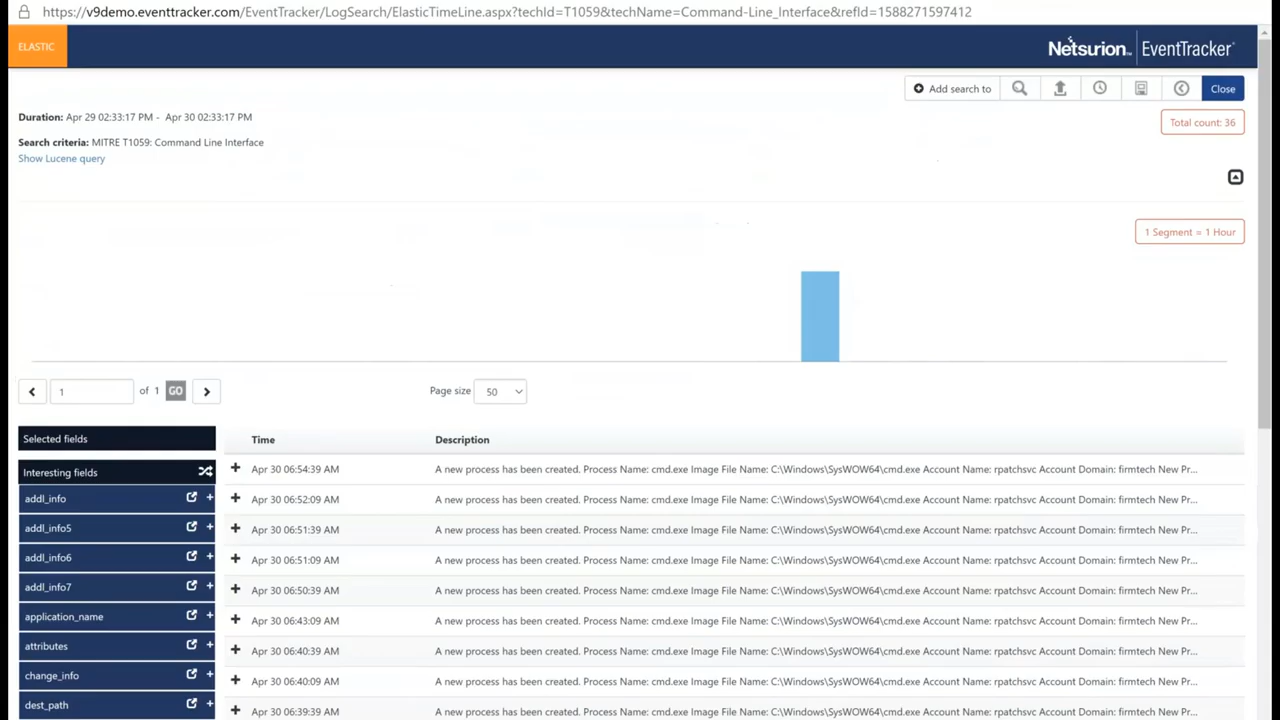 https://v9demo.eventtracker.com/EventTracker/LogSearch/ElasticTimeLine.aspx?techId=T1059&techName=Command-Line_Interface&refId=1588271597412
ELASTIC
Netsurion. EventTracker
Add search to
Close
Duration: Apr 29 02:33:17 PM - Apr 30 02:33:17 PM
Total count: 36
Search criteria: MITRE T1059: Command Line Interface
Show Lucene query
1 Segment = 1 Hour
1 of 1 GO
Page size 50
Selected fields
Time Description
Interesting fields
Apr 30 06:54:39 AM A new process has been created. Process Name: cmd.exe Image File Name: C:\Windows\SysWOW64\cmd.exe Account Name: rpatchsvc Account Domain: firmtech New Pr...
addl_info
Apr 30 06:52:09 AM A new process has been created. Process Name: cmd.exe Image File Name: C:\Windows\SysWOW64\cmd.exe Account Name: rpatchsvc Account Domain: firmtech New Pr...
addl_info5
Apr 30 06:51:39 AM A new process has been created. Process Name: cmd.exe Image File Name: C:\Windows\SysWOW64\cmd.exe Account Name: rpatchsvc Account Domain: firmtech New Pr...
addl_info6
Apr 30 06:51:09 AM A new process has been created. Process Name: cmd.exe Image File Name: C:\Windows\SysWOW64\cmd.exe Account Name: rpatchsvc Account Domain: firmtech New Pr...
addl_info7
Apr 30 06:50:39 AM A new process has been created. Process Name: cmd.exe Image File Name: C:\Windows\SysWOW64\cmd.exe Account Name: rpatchsvc Account Domain: firmtech New Pr...
application_name
Apr 30 06:43:09 AM A new process has been created. Process Name: cmd.exe Image File Name: C:\Windows\SysWOW64\cmd.exe Account Name: rpatchsvc Account Domain: firmtech New Pr...
attributes
Apr 30 06:40:39 AM A new process has been created. Process Name: cmd.exe Image File Name: C:\Windows\SysWOW64\cmd.exe Account Name: rpatchsvc Account Domain: firmtech New Pr...
change_info
Apr 30 06:40:09 AM A new process has been created. Process Name: cmd.exe Image File Name: C:\Windows\SysWOW64\cmd.exe Account Name: rpatchsvc Account Domain: firmtech New Pr...
dest_path
Apr 30 06:39:39 AM A new process has been created. Process Name: cmd.exe Image File Name: C:\Windows\SysWOW64\cmd.exe Account Name: rpatchsvc Account Domain: firmtech New Pr...